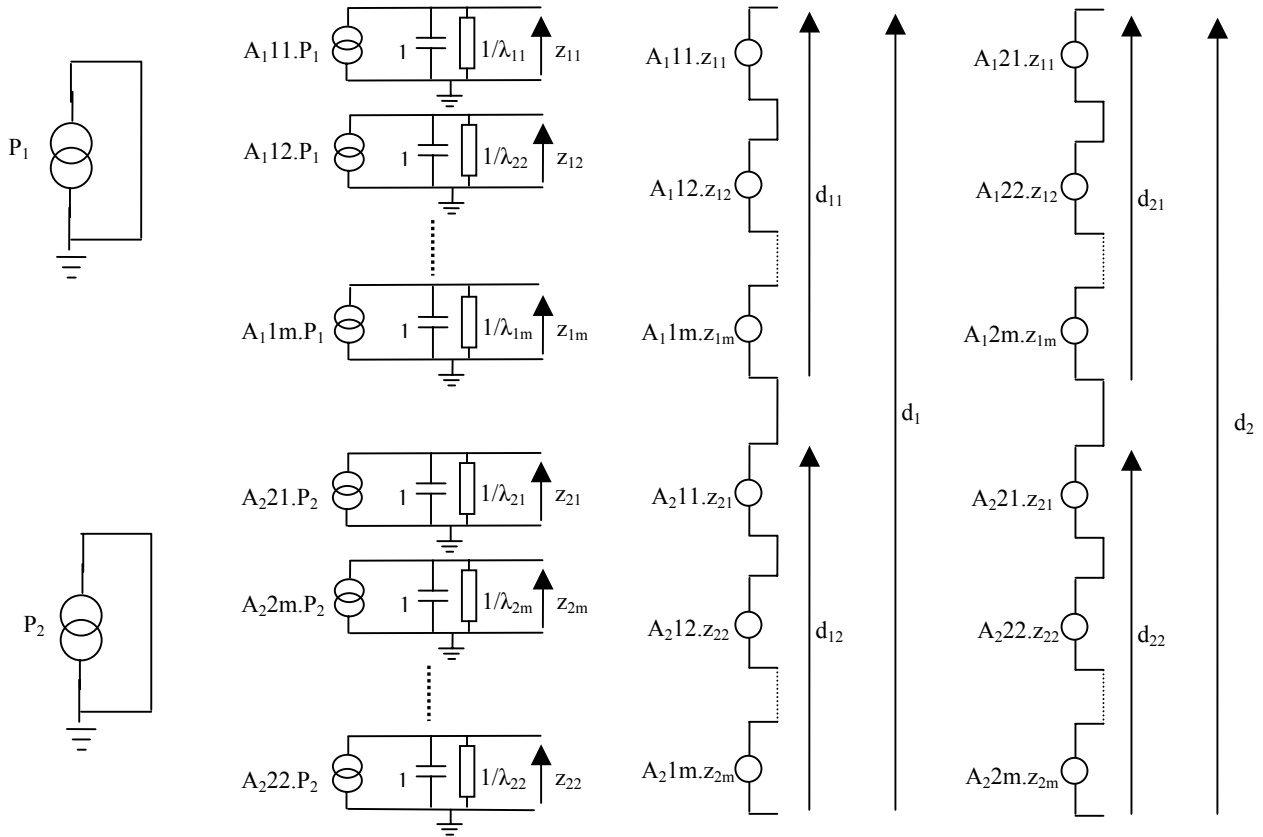 P₁
A₁11.P₁
1
1/λ₁₁
z₁₁
A₁12.P₁
1
1/λ₂₂
z₁₂
A₁1m.P₁
1
1/λ₁ₘ
z₁ₘ
P₂
A₂21.P₂
1
1/λ₂₁
z₂₁
A₂2m.P₂
1
1/λ₂ₘ
z₂ₘ
A₂22.P₂
1
1/λ₂₂
z₂₂
A₁11.z₁₁
A₁12.z₁₂
A₁1m.z₁ₘ
d₁₁
A₂11.z₂₁
A₂12.z₂₂
A₂1m.z₂ₘ
d₁₂
d₁
A₁21.z₁₁
A₁22.z₁₂
A₁2m.z₁ₘ
d₂₁
A₂21.z₂₁
A₂22.z₂₂
A₂2m.z₂ₘ
d₂₂
d₂